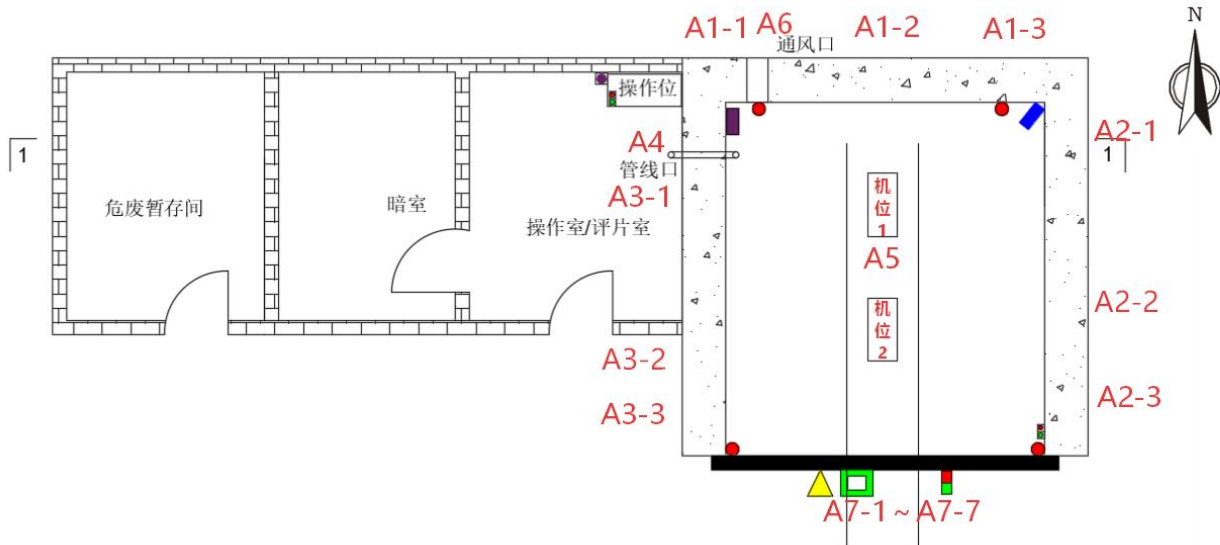 A1-1 A6 A1-2 A1-3 N
通风口
操作位
A4
管线口
A3-1
危废暂存间
暗室
操作室/评片室
1
1
A2-1
机位1
A5
机位2
A2-2
A3-2
A3-3
A2-3
A7-1 ~ A7-7